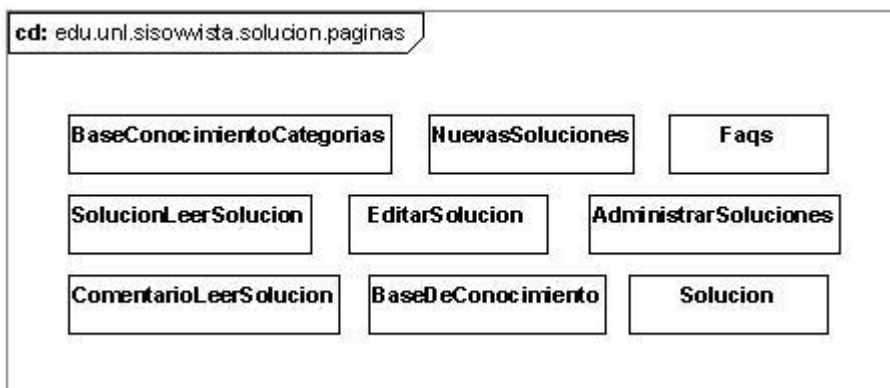 cd: edu.unl.sisowvista.solucion.paginas
BaseConocimientoCategorias NuevasSoluciones Faqs
SolucionLeerSolucion EditarSolucion AdministrarSoluciones
ComentarioLeerSolucion BaseDeConocimiento Solucion